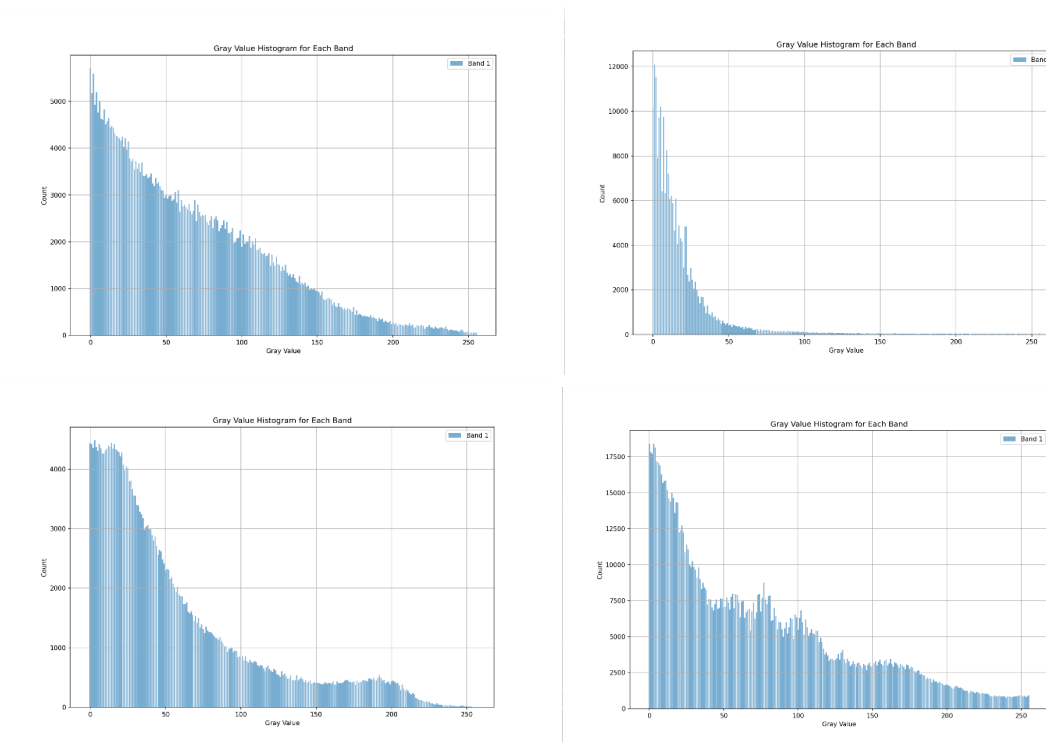 Gray Value Histogram for Each Band
Band 1
5000
4000
3000
2000
1000
0
Count
0 50 100 150 200 250
Gray Value
Gray Value Histogram for Each Band
Band
12000
10000
8000
6000
4000
2000
0
Count
0 50 100 150 200 250
Gray Value
Gray Value Histogram for Each Band
Band 1
4000
3000
2000
1000
0
Count
0 50 100 150 200 250
Gray Value
Gray Value Histogram for Each Band
Band 1
17500
15000
12500
10000
7500
5000
2500
0
Count
0 50 100 150 200 250
Gray Value